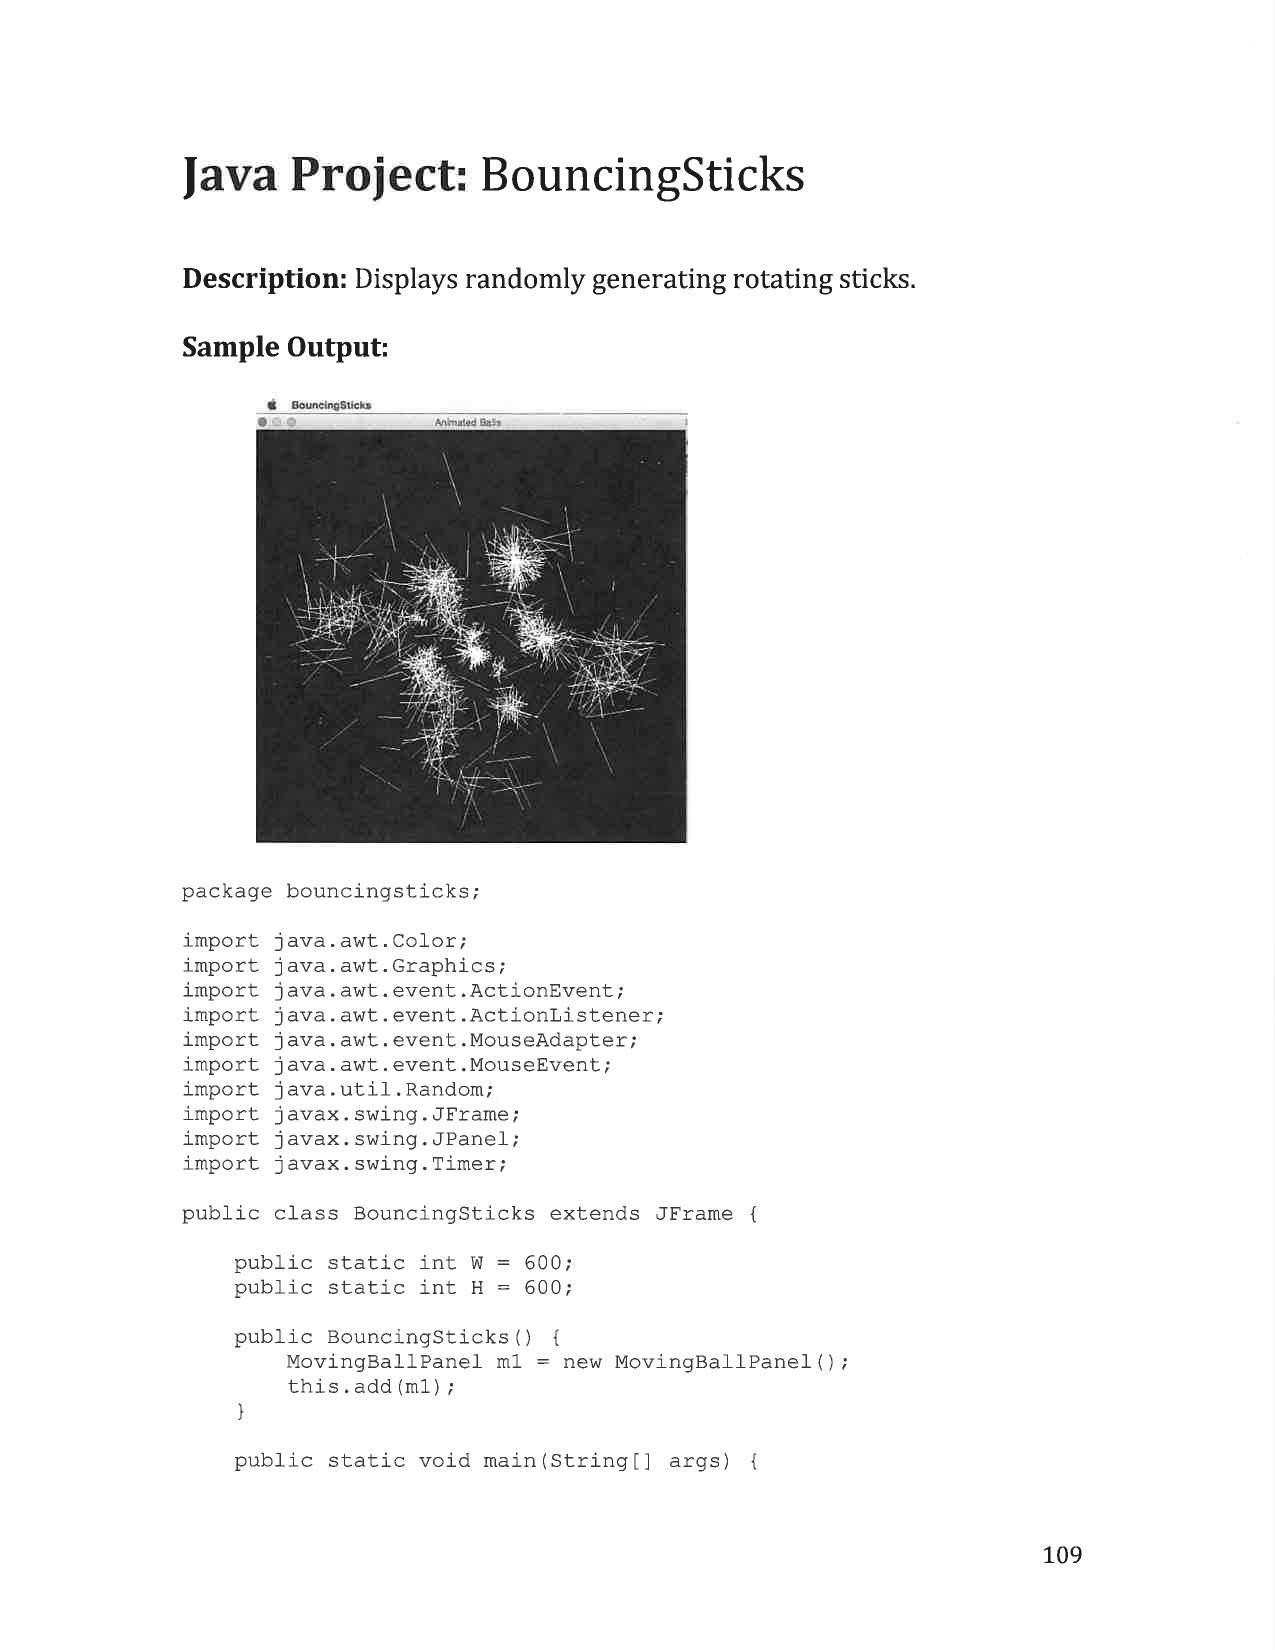 Java Project: BouncingSticks
Description: Displays randomly generating rotating sticks.
Sample Output:
BouncingSticks
Animated Balls
package bouncingsticks;
import java.awt.Color;
import java.awt.Graphics;
import java.awt.event.ActionEvent;
import java.awt.event.ActionListener;
import java.awt.event.MouseAdapter;
import java.awt.event.MouseEvent;
import java.util.Random;
import javax.swing.JFrame;
import javax.swing.JPanel;
import javax.swing.Timer;
public class BouncingSticks extends JFrame {
public static int W = 600;
public static int H = 600;
public BouncingSticks() {
MovingBallPanel m1 = new MovingBallPanel();
this.add(m1);
}
public static void main(String[] args) {
109